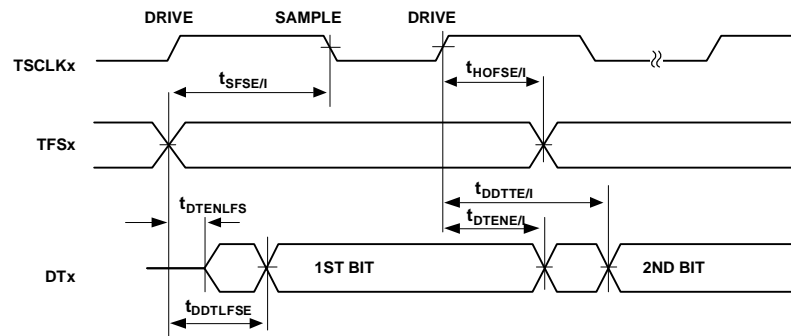 DRIVE SAMPLE DRIVE
TSCLKx
tSFSE/I tHOFSE/I
TFSx
tDDTTE/I
tDTENLFS tDTENE/I
DTx 1ST BIT 2ND BIT
tDDTLFSE